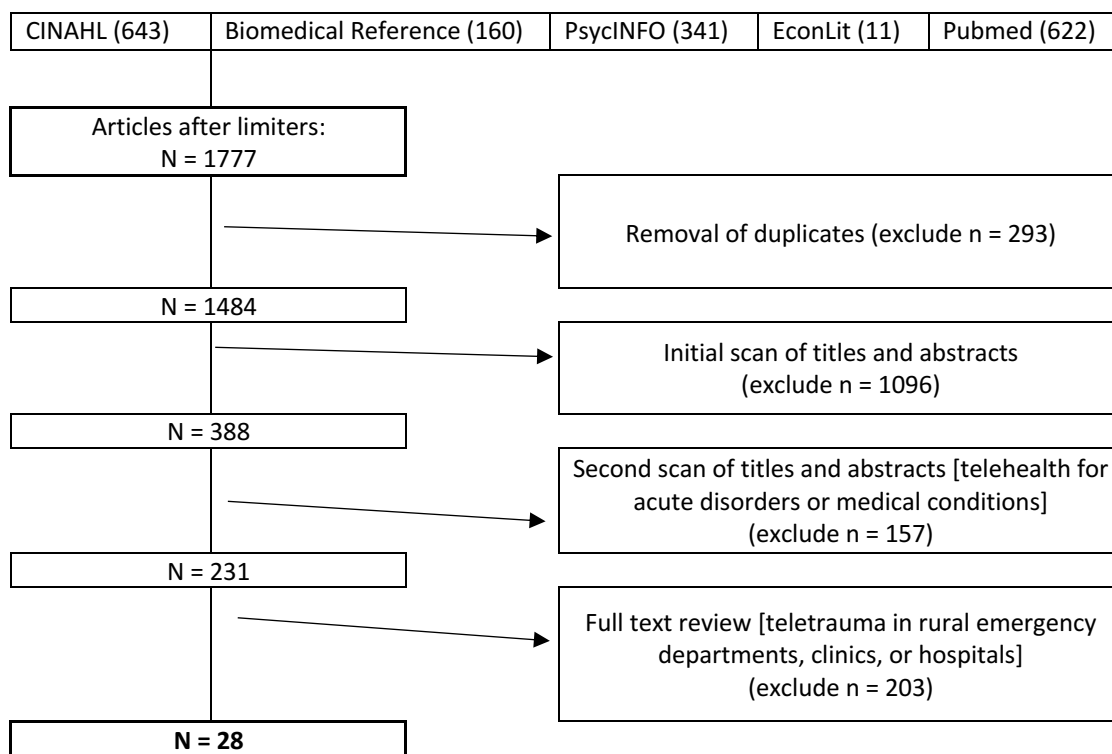 CINAHL (643) Biomedical Reference (160) PsycINFO (341) EconLit (11) Pubmed (622)
Articles after limiters:
N = 1777
Removal of duplicates (exclude n = 293)
N = 1484
Initial scan of titles and abstracts
(exclude n = 1096)
N = 388
Second scan of titles and abstracts [telehealth for
acute disorders or medical conditions]
(exclude n = 157)
N = 231
Full text review [teletrauma in rural emergency
departments, clinics, or hospitals]
(exclude n = 203)
N = 28